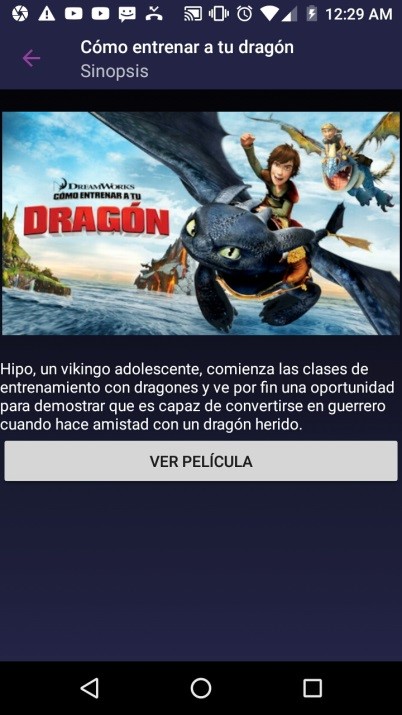 12:29 AM
Cómo entrenar a tu dragón
Sinopsis
DREAMWORKS
CÓMO ENTRENAR A TU
DRAGÓN
Hipo, un vikingo adolescente, comienza las clases de
entrenamiento con dragones y ve por fin una oportunidad
para demostrar que es capaz de convertirse en guerrero
cuando hace amistad con un dragón herido.
VER PELÍCULA